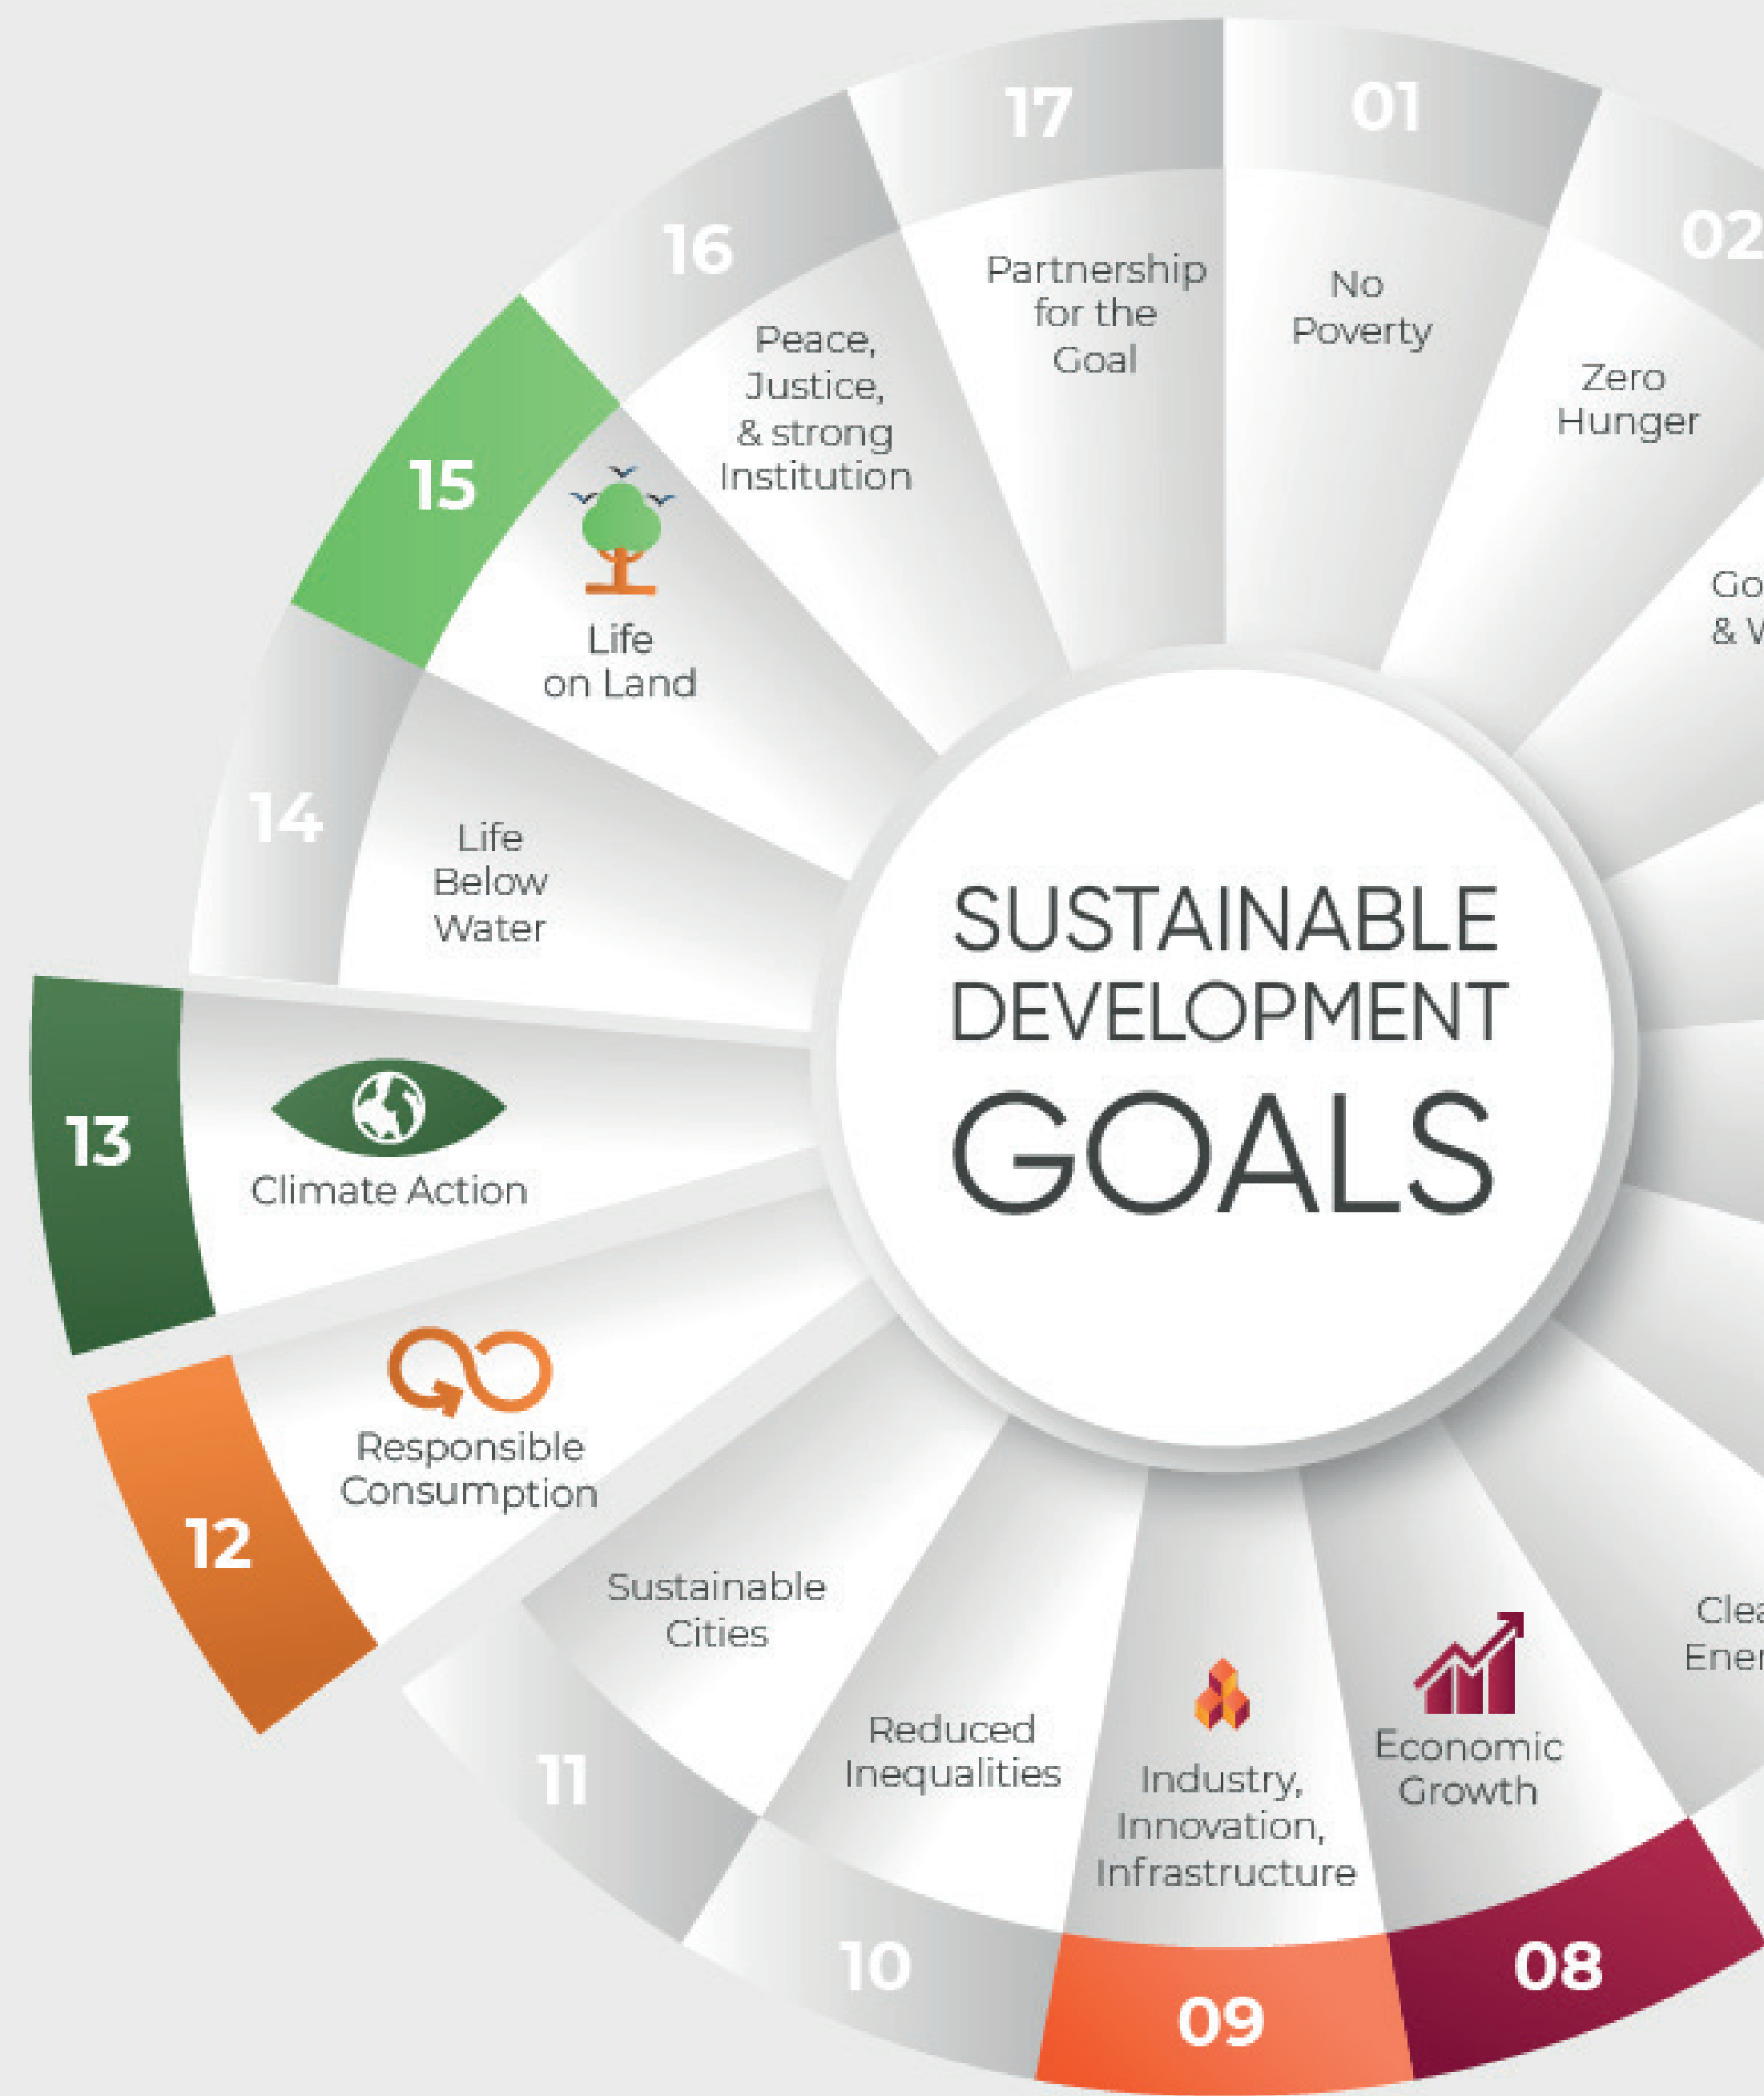 SUSTAINABLE
DEVELOPMENT
GOALS
01
No
Poverty
02
Zero
Hunger
08
Economic
Growth
09
Industry,
Innovation,
Infrastructure
10
Reduced
Inequalities
11
Sustainable
Cities
12
Responsible
Consumption
13
Climate Action
14
Life
Below
Water
15
Life
on Land
16
Peace,
Justice,
& strong
Institution
17
Partnership
for the
Goal